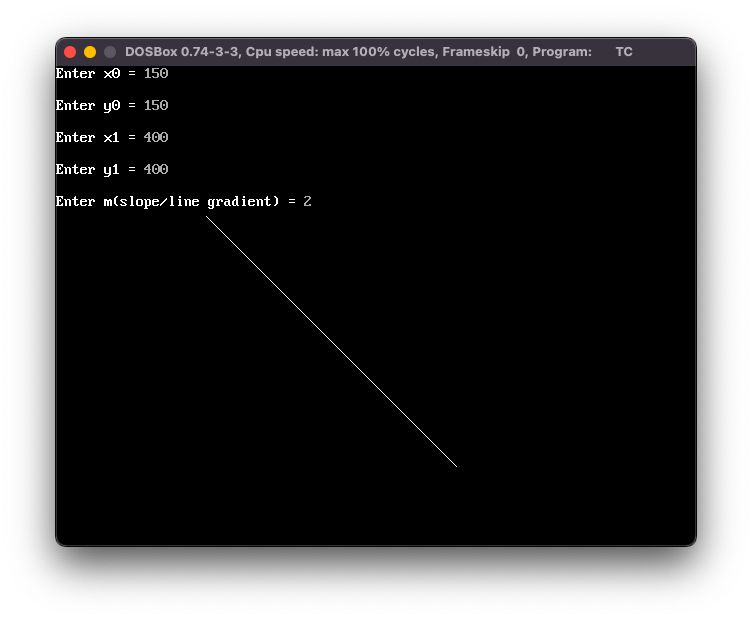 DOSBox 0.74-3-3, Cpu speed: max 100% cycles, Frameskip 0, Program: TC
Enter x0 = 150
Enter y0 = 150
Enter x1 = 400
Enter y1 = 400
Enter m(slope/line gradient) = 2